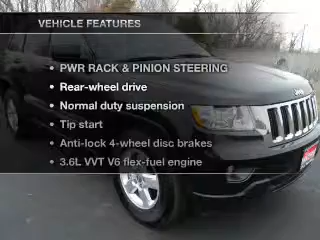 VEHICLE FEATURES
• PWR RACK & PINION STEERING
• Rear-wheel drive
• Normal duty suspension
• Tip start
• Anti-lock 4-wheel disc brakes
• 3.6L VVT V6 flex-fuel engine
Jeep